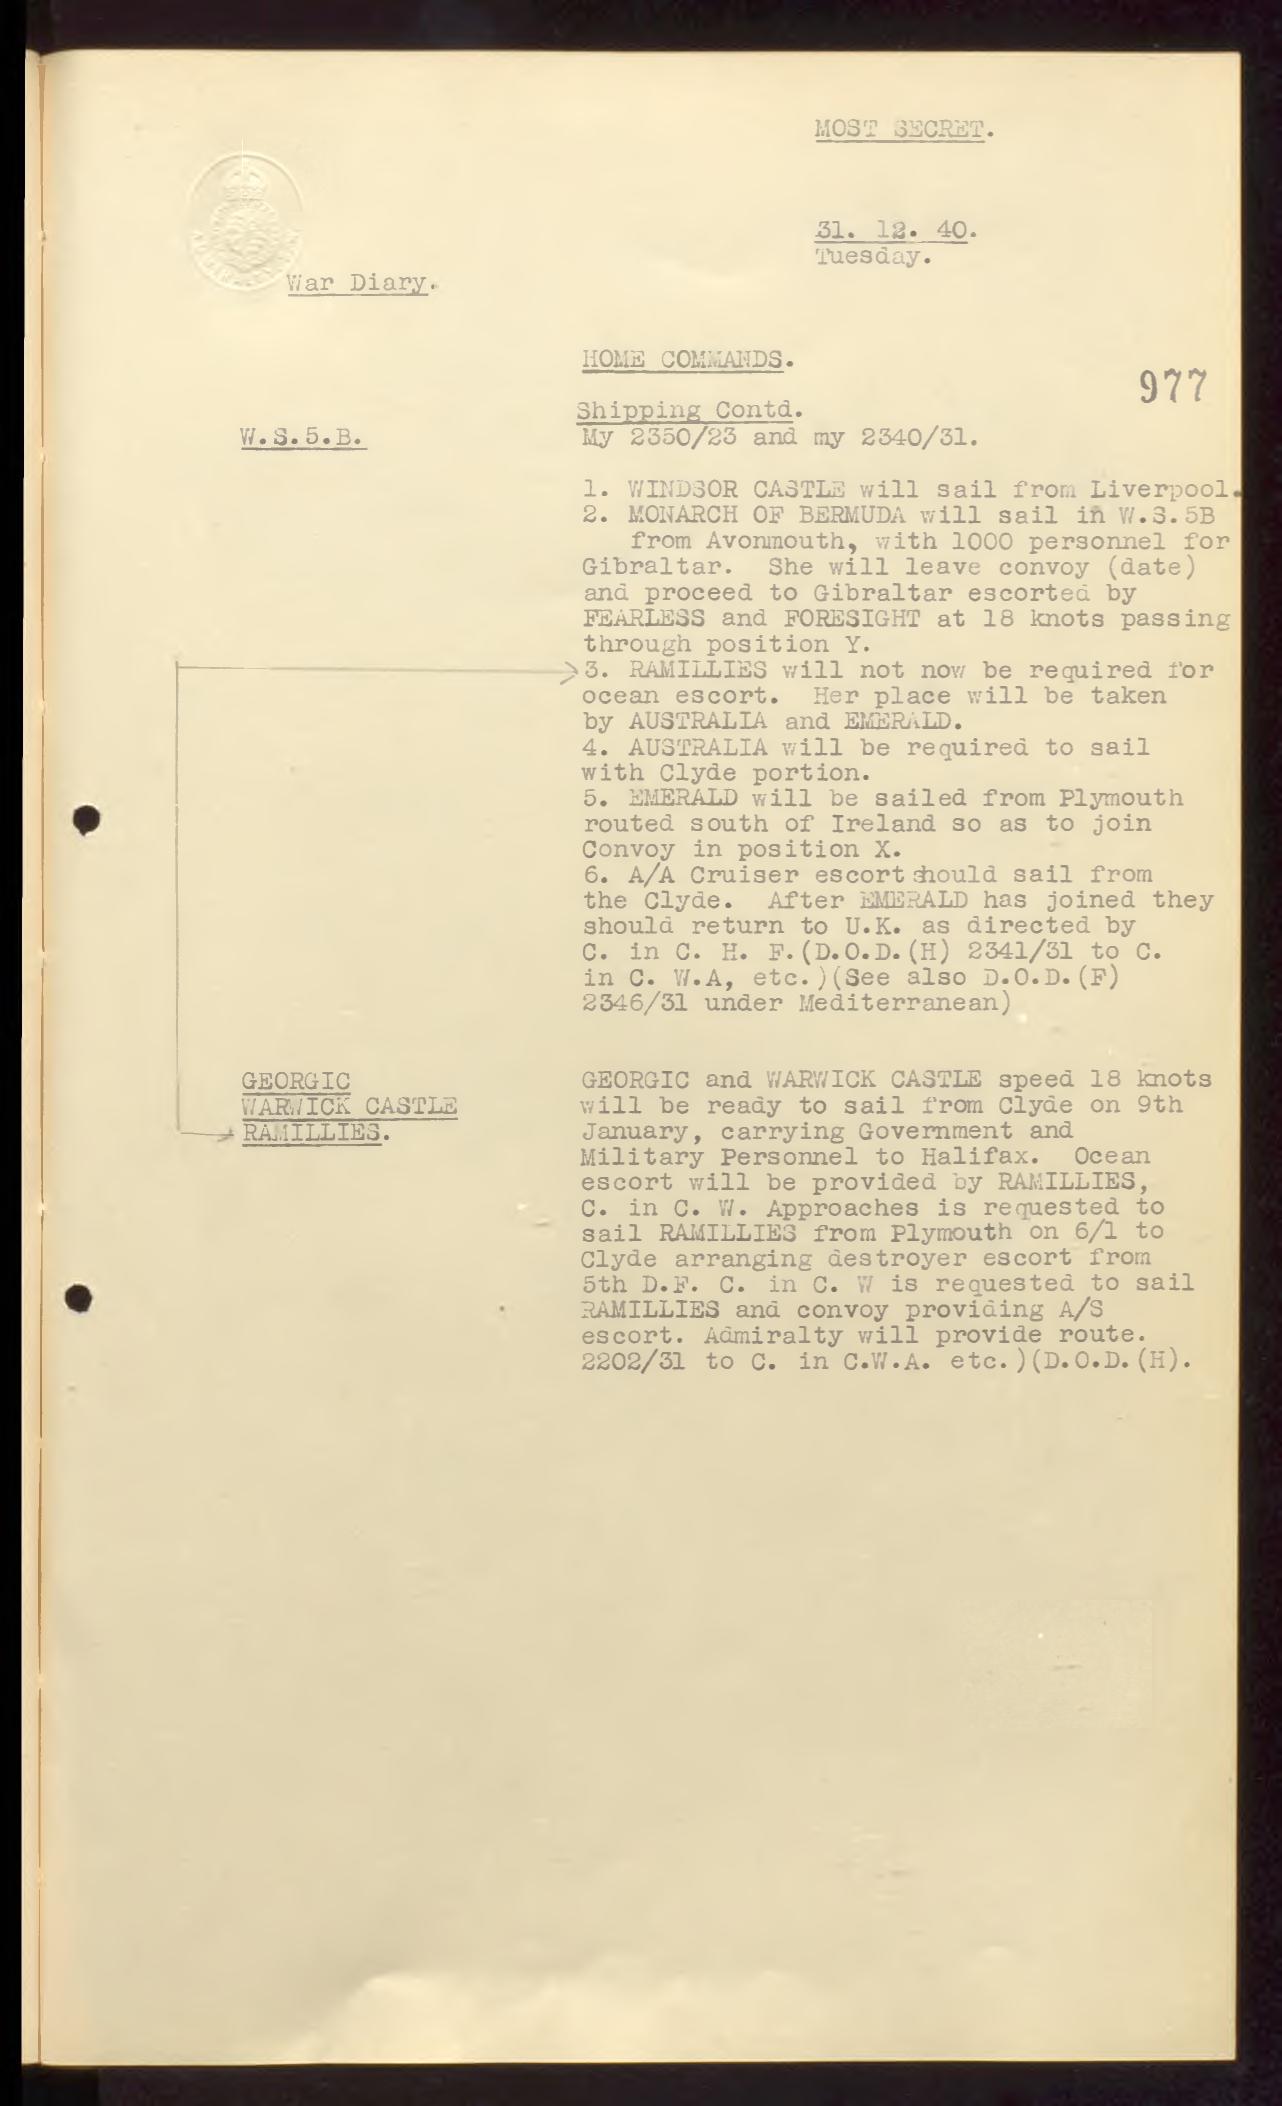 MOST SECRET.
31. 12. 40.
Tuesday.
War Diary.
HOME COMMANDS.
977
Shipping Contd.
W.S.5.B.
My 2350/23 and my 2340/31.
1. WINDSOR CASTLE will sail from Liverpool.
2. MONARCH OF BERMUDA will sail in W.S.5B
from Avonmouth, with 1000 personnel for
Gibraltar. She will leave convoy (date)
and proceed to Gibraltar escorted by
FEARLESS and FORESIGHT at 18 knots passing
through position Y.
3. RAMILLIES will not now be required for
ocean escort. Her place will be taken
by AUSTRALIA and EMERALD.
4. AUSTRALIA will be required to sail
with Clyde portion.
5. EMERALD will be sailed from Plymouth
routed south of Ireland so as to join
Convoy in position X.
6. A/A Cruiser escort should sail from
the Clyde. After EMERALD has joined they
should return to U.K. as directed by
C. in C. H. F.(D.O.D.(H) 2341/31 to C.
in C. W.A, etc.)(See also D.O.D.(F)
2346/31 under Mediterranean)
GEORGIC
WARWICK CASTLE
RAMILLIES.
GEORGIC and WARWICK CASTLE speed 18 knots
will be ready to sail from Clyde on 9th
January, carrying Government and
Military Personnel to Halifax. Ocean
escort will be provided by RAMILLIES,
C. in C. W. Approaches is requested to
sail RAMILLIES from Plymouth on 6/1 to
Clyde arranging destroyer escort from
5th D.F. C. in C. W is requested to sail
RAMILLIES and convoy providing A/S
escort. Admiralty will provide route.
2202/31 to C. in C.W.A. etc.)(D.O.D.(H).